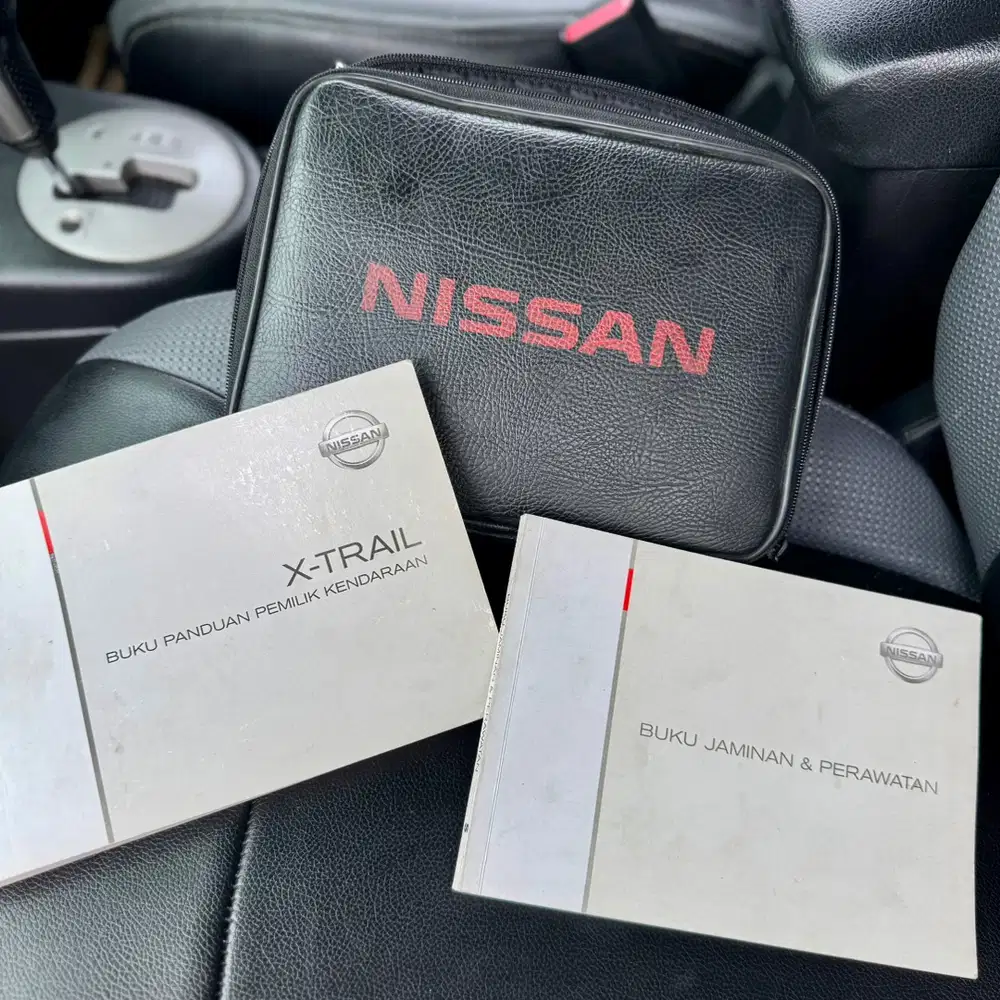 NISSAN
NISSAN
X-TRAIL
BUKU PANDUAN PEMILIK KENDARAAN
NISSAN
BUKU JAMINAN & PERAWATAN